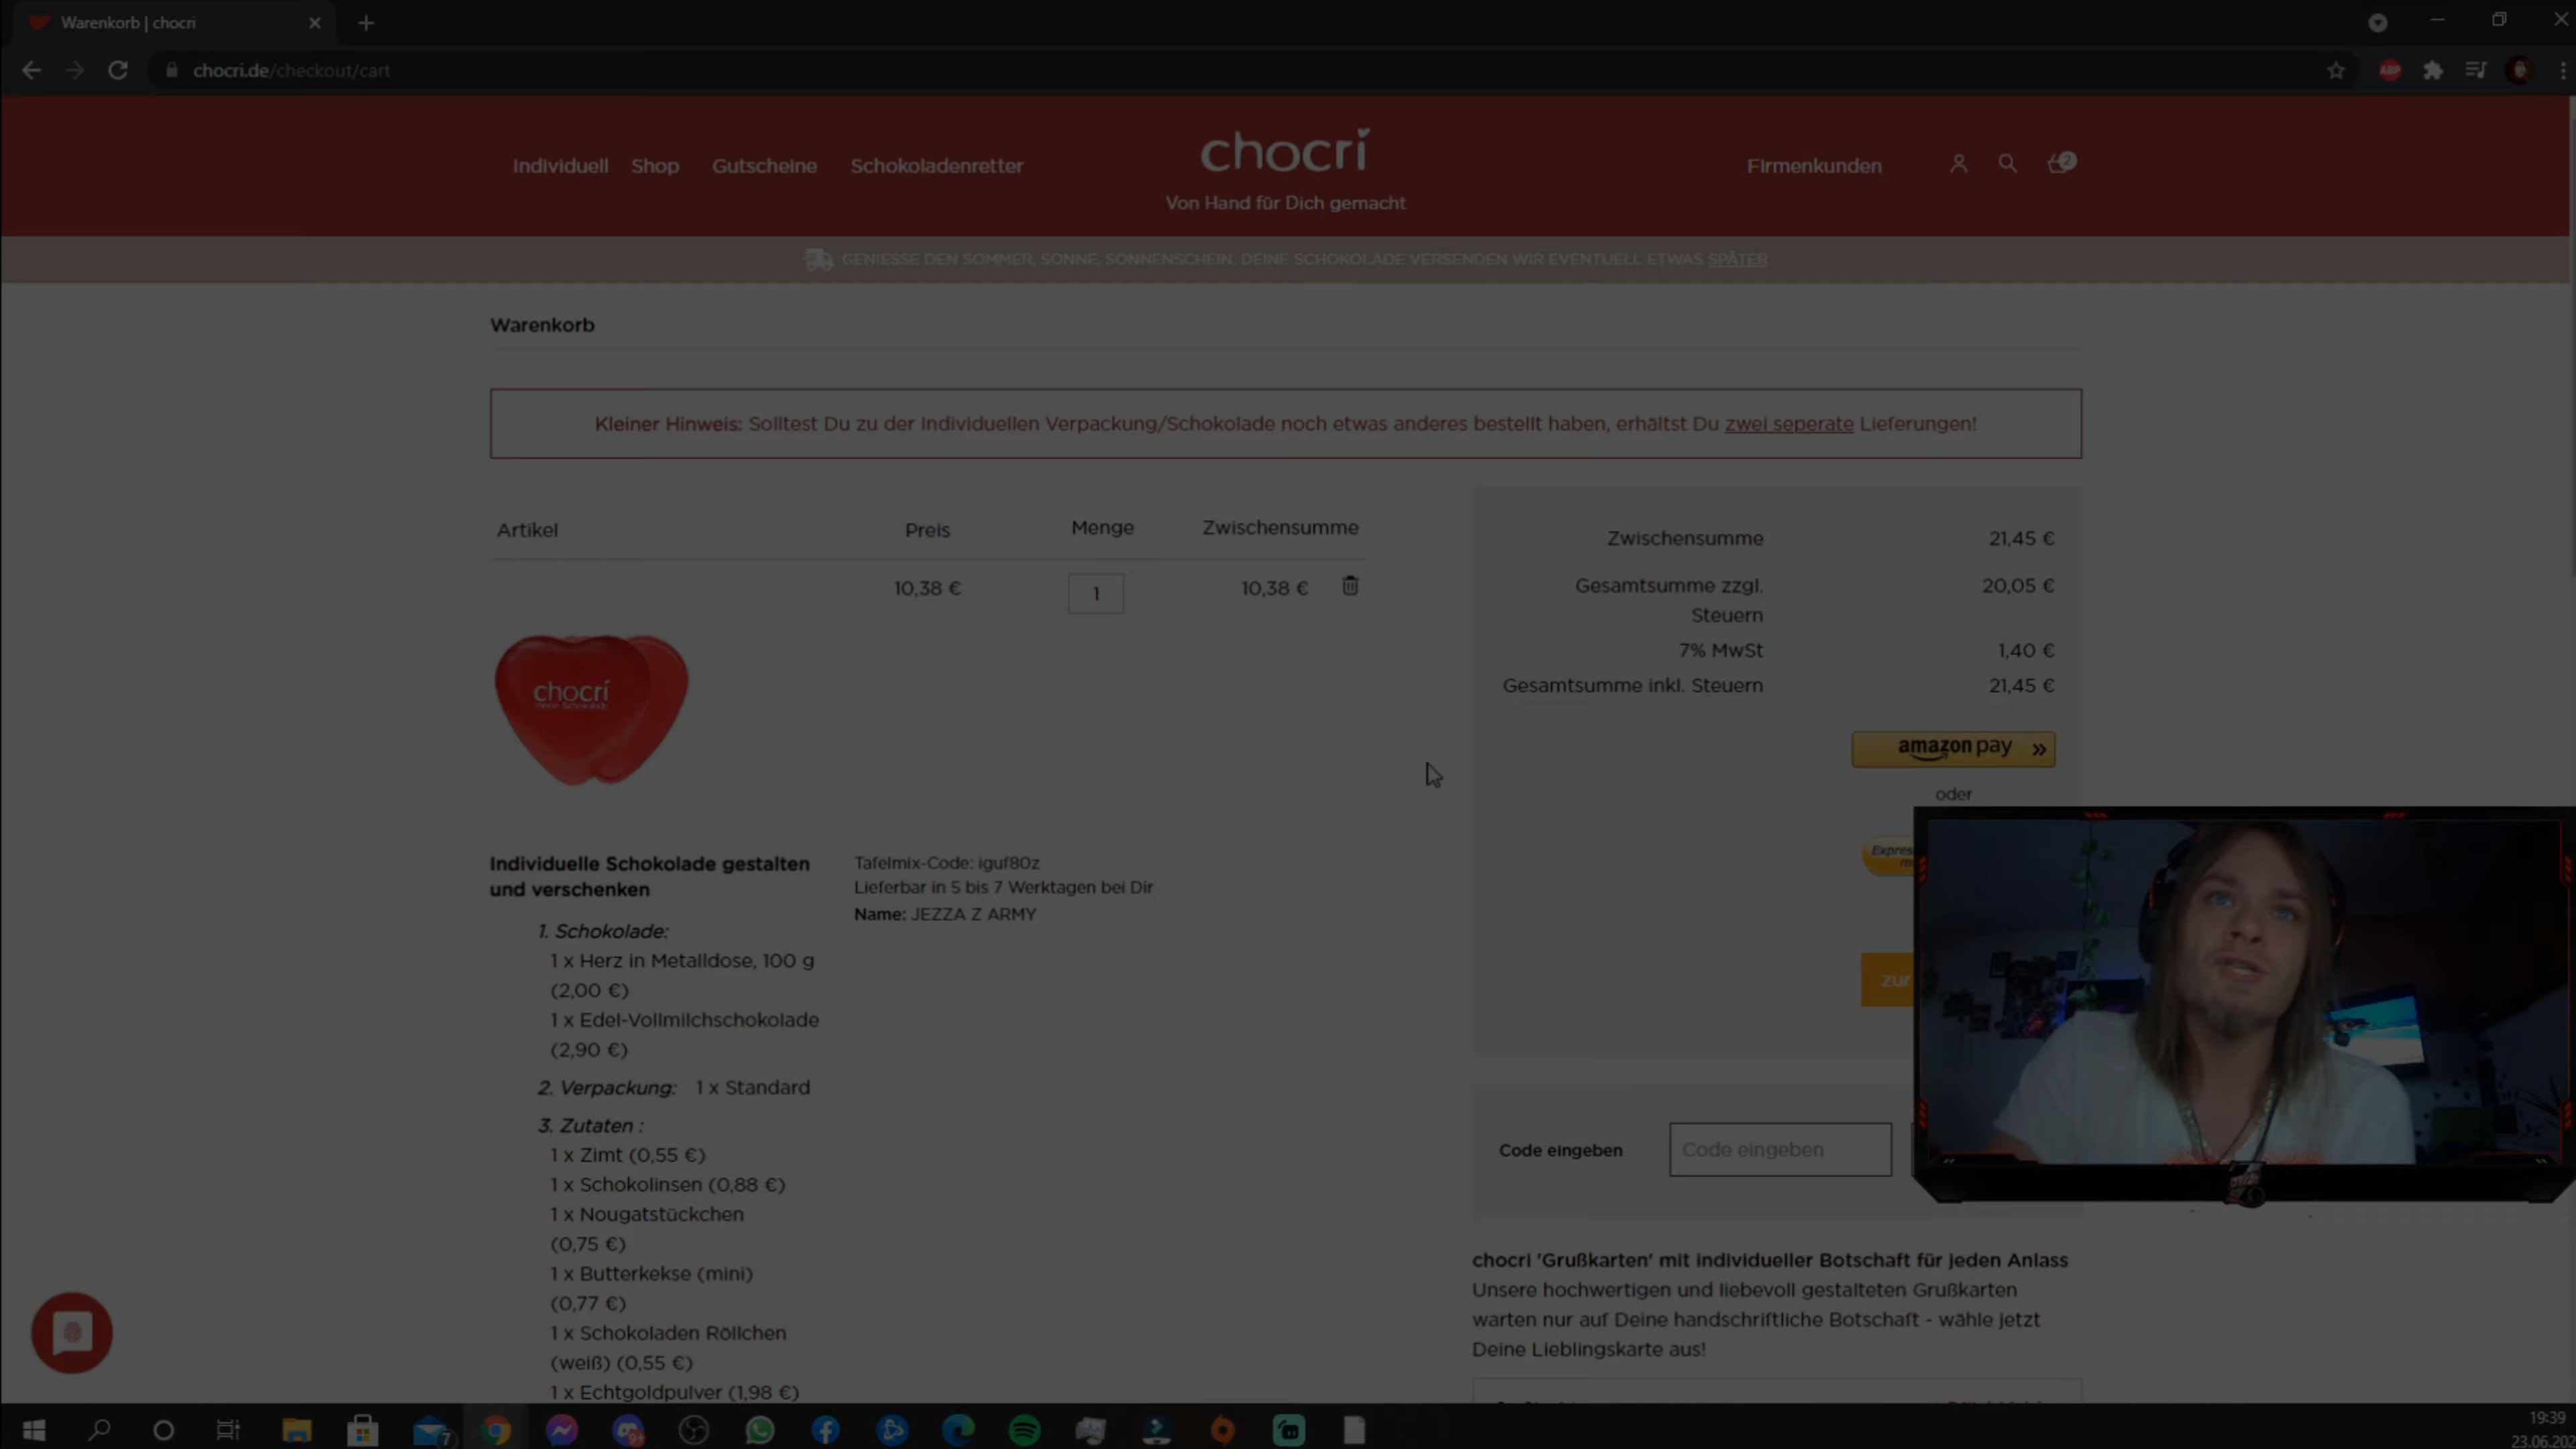 Warenkorb | chocri
chocri.de/checkout/cart
ABP
Individuell Shop Gutscheine Schokoladenretter
chocri
Von Hand für Dich gemacht
Firmenkunden
2
GENIESSE DEN SOMMER, SONNE, SONNENSCHEIN. DEINE SCHOKOLADE VERSENDEN WIR EVENTUELL ETWAS SPÄTER
Warenkorb
Kleiner Hinweis: Solltest Du zu der individuellen Verpackung/Schokolade noch etwas anderes bestellt haben, erhältst Du zwei seperate Lieferungen!
Artikel Preis Menge Zwischensumme
10,38 € 1 10,38 €
chocri
Individuelle Schokolade gestalten
und verschenken
1. Schokolade:
1 x Herz in Metalldose, 100 g
(2,00 €)
1 x Edel-Vollmilchschokolade
(2,90 €)
2. Verpackung: 1 x Standard
3. Zutaten :
1 x Zimt (0,55 €)
1 x Schokolinsen (0,88 €)
1 x Nougatstückchen
(0,75 €)
1 x Butterkekse (mini)
(0,77 €)
1 x Schokoladen Röllchen
(weiß) (0,55 €)
1 x Echtgoldpulver (1,98 €)
Tafelmix-Code: iguf80z
Lieferbar in 5 bis 7 Werktagen bei Dir
Name: JEZZA Z ARMY
Zwischensumme 21,45 €
Gesamtsumme zzgl. 20,05 €
Steuern
7% MwSt 1,40 €
Gesamtsumme inkl. Steuern 21,45 €
amazon pay
oder
zur
Code eingeben Code eingeben
chocri 'Grußkarten' mit individueller Botschaft für jeden Anlass
Unsere hochwertigen und liebevoll gestalteten Grußkarten
warten nur auf Deine handschriftliche Botschaft - wähle jetzt
Deine Lieblingskarte aus!
7
19:39
23.06.202